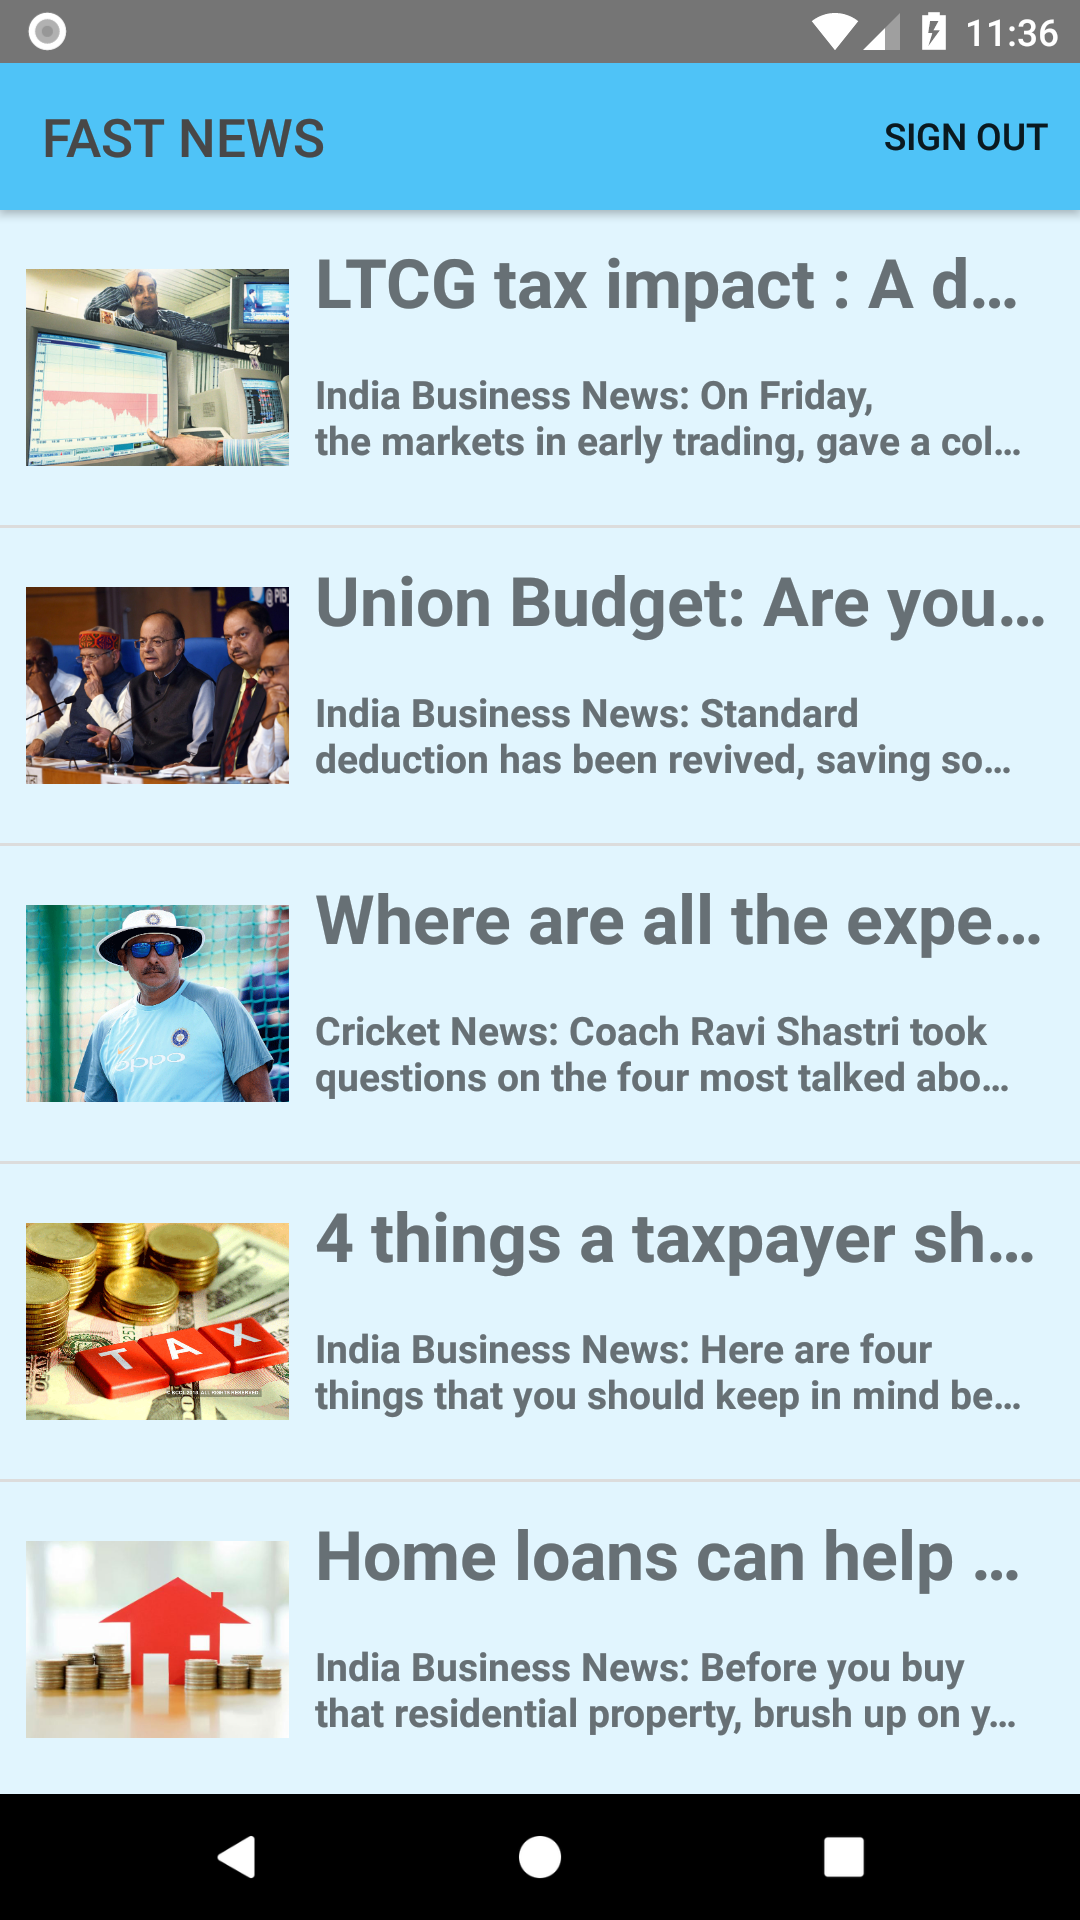 11:36
FAST NEWS
SIGN OUT
LTCG tax impact : A d...
India Business News: On Friday,
the markets in early trading, gave a col...
@PIB_
Union Budget: Are you...
India Business News: Standard
deduction has been revived, saving so...
oppo
Where are all the expe...
Cricket News: Coach Ravi Shastri took
questions on the four most talked abo...
TAX
4 things a taxpayer sh...
India Business News: Here are four
things that you should keep in mind be...
Home loans can help ...
India Business News: Before you buy
that residential property, brush up on y...